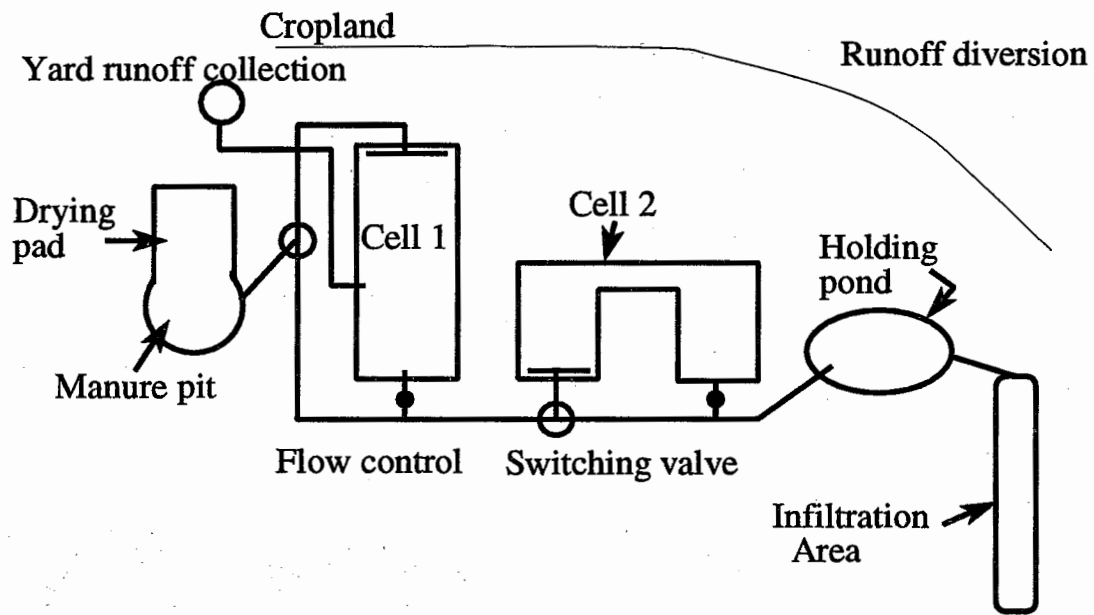 Cropland
Yard runoff collection
Runoff diversion
Drying
pad
Cell 1
Cell 2
Holding
pond
Manure pit
Flow control
Switching valve
Infiltration
Area